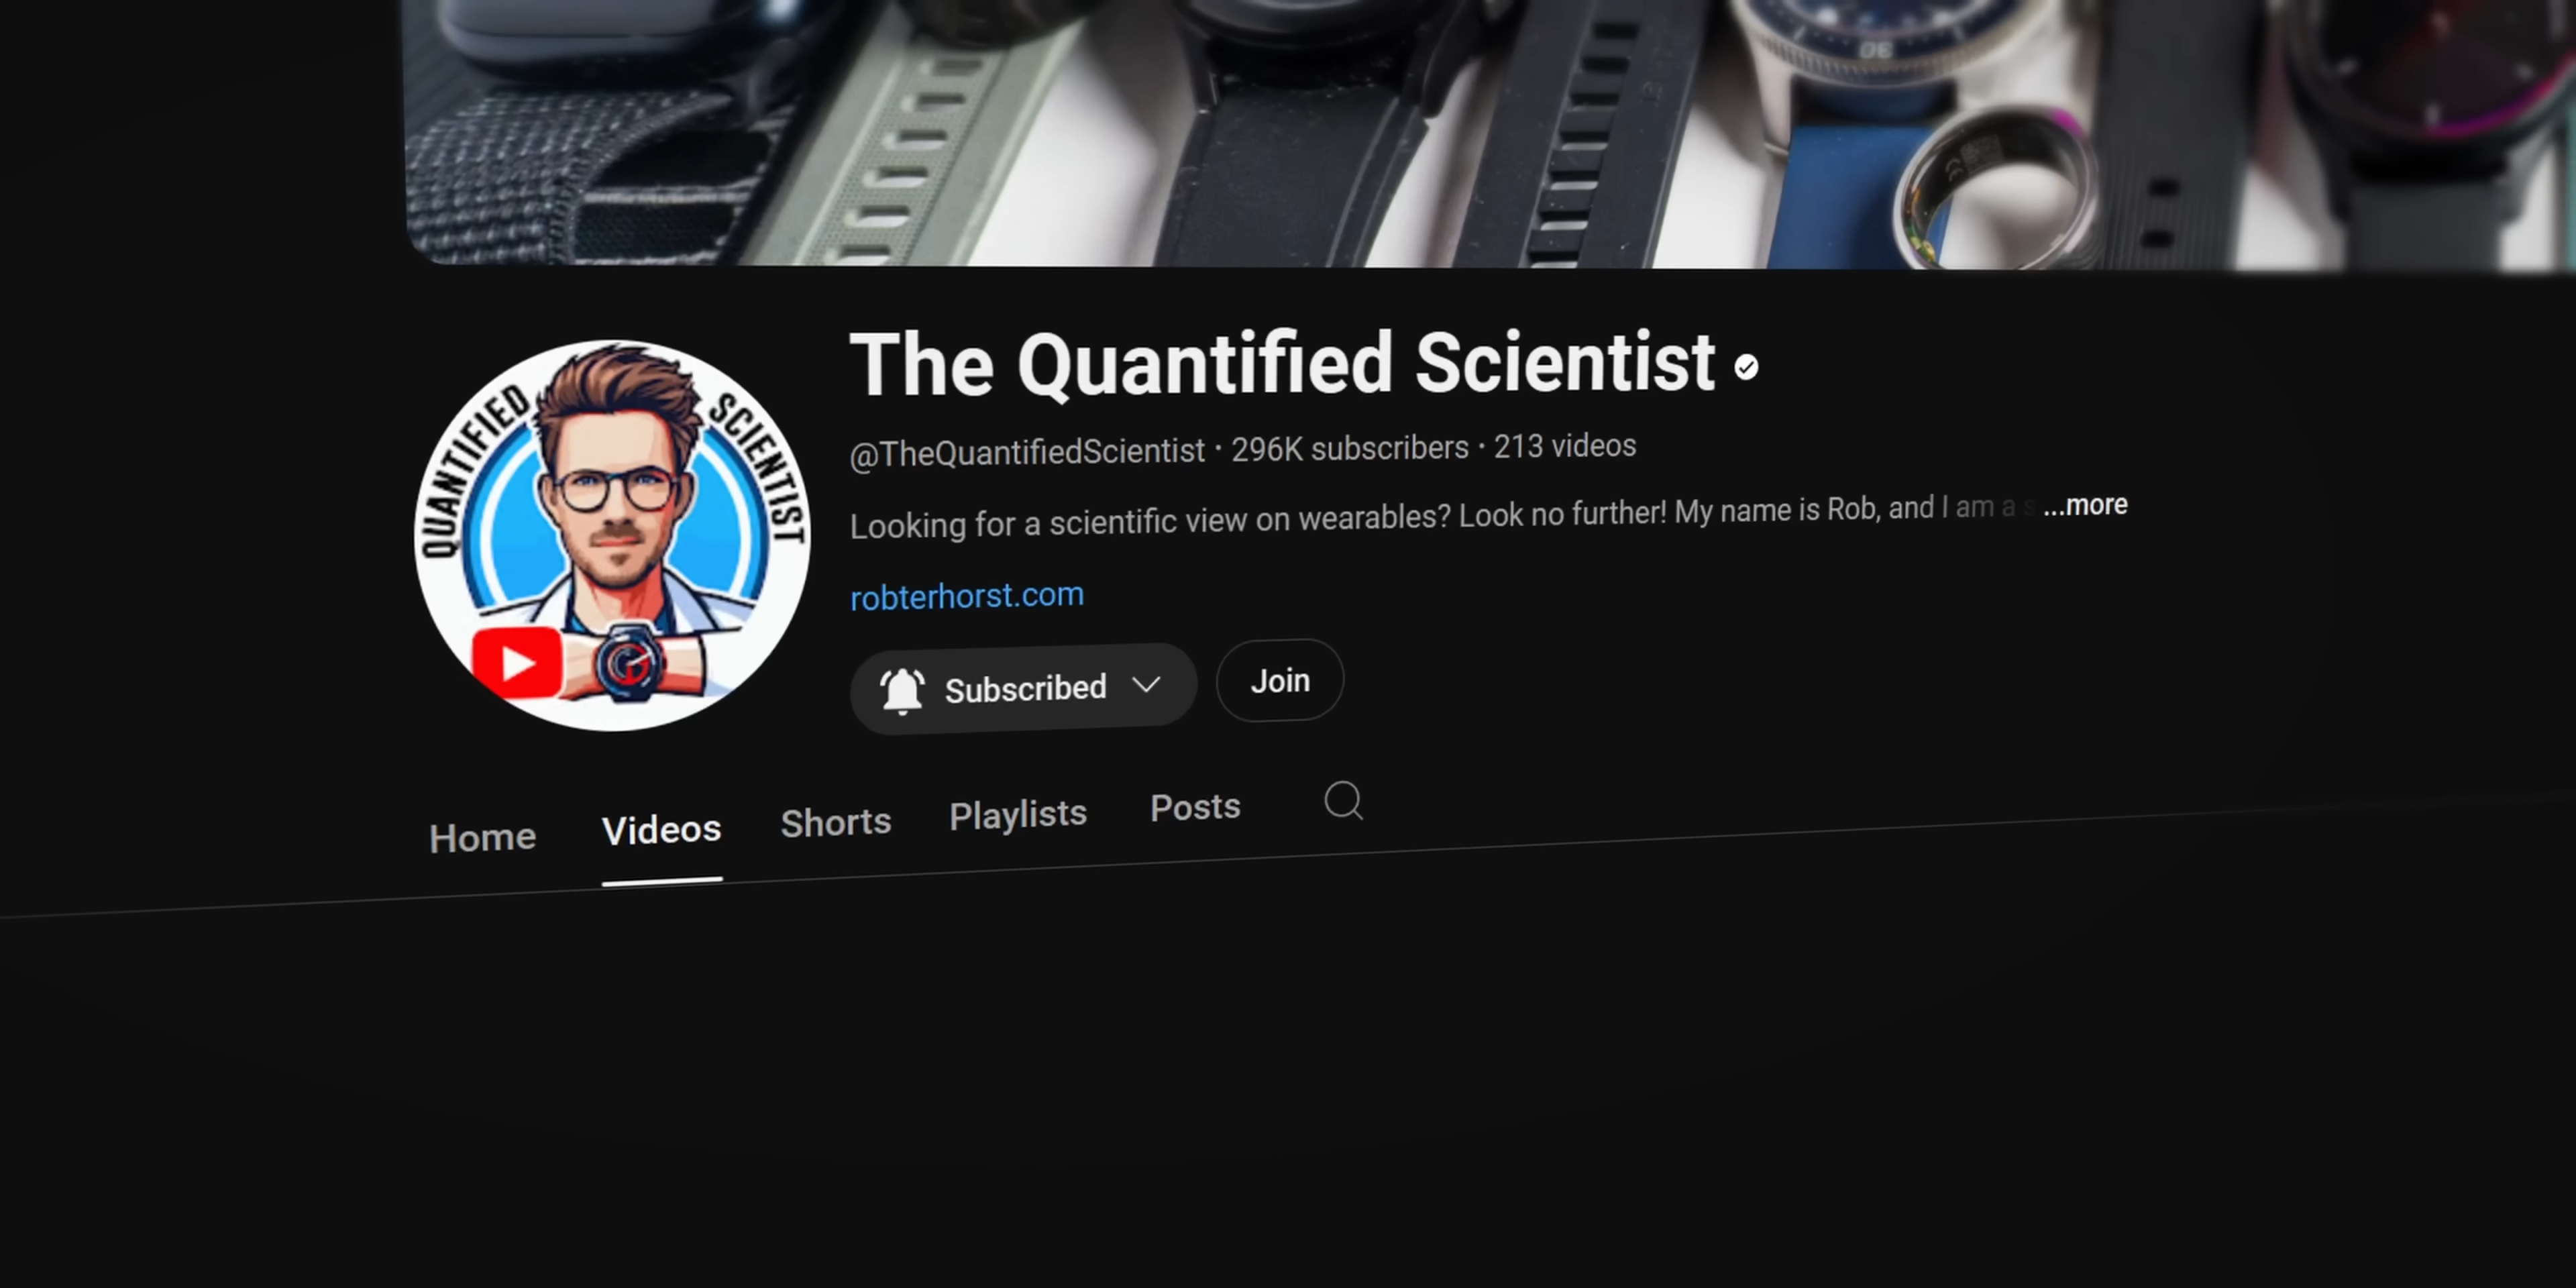 30
QUANTIFIED SCIENTIST
The Quantified Scientist
@TheQuantifiedScientist · 296K subscribers · 213 videos
Looking for a scientific view on wearables? Look no further! My name is Rob, and I am a s ...more
robterhorst.com
Subscribed
Join
Home Videos Shorts Playlists Posts